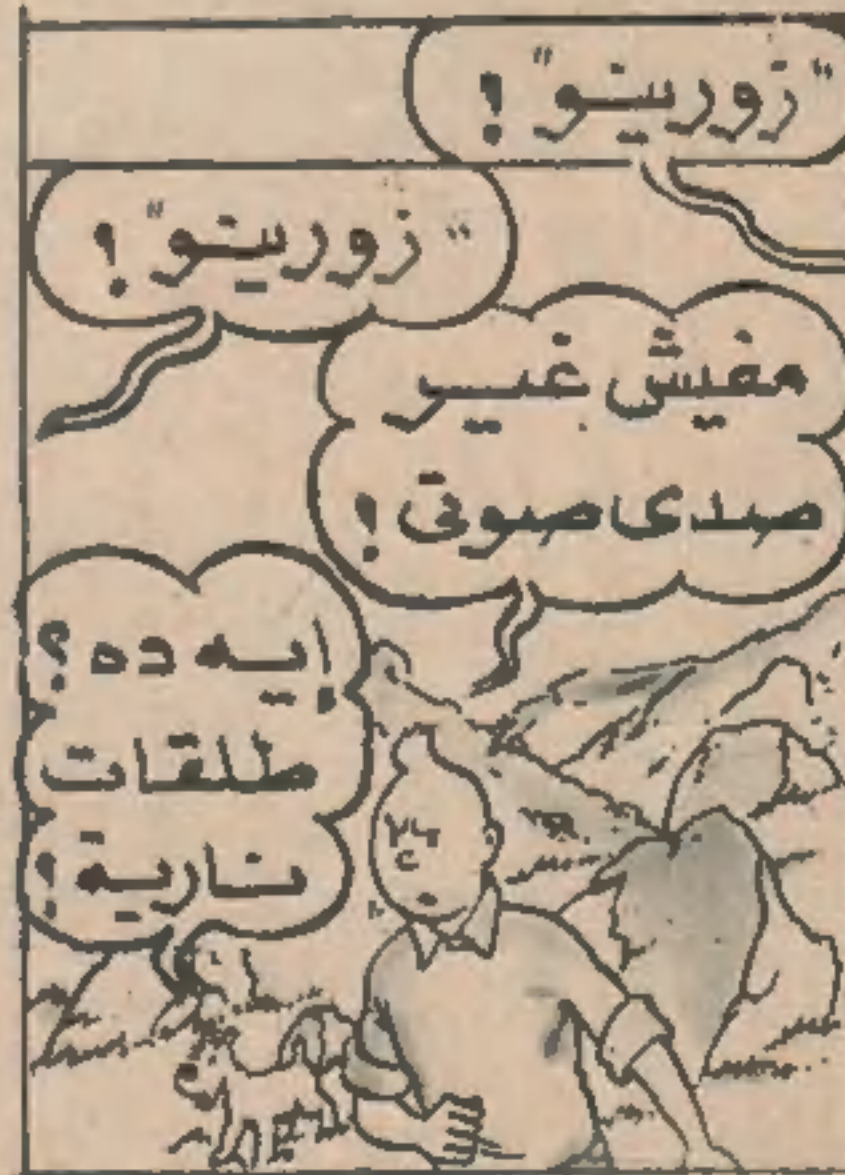 "زورينو"!
"زورينو"!
مفيش غير
صدى صوتى!
إيه ده؟
طلقات
نارية!